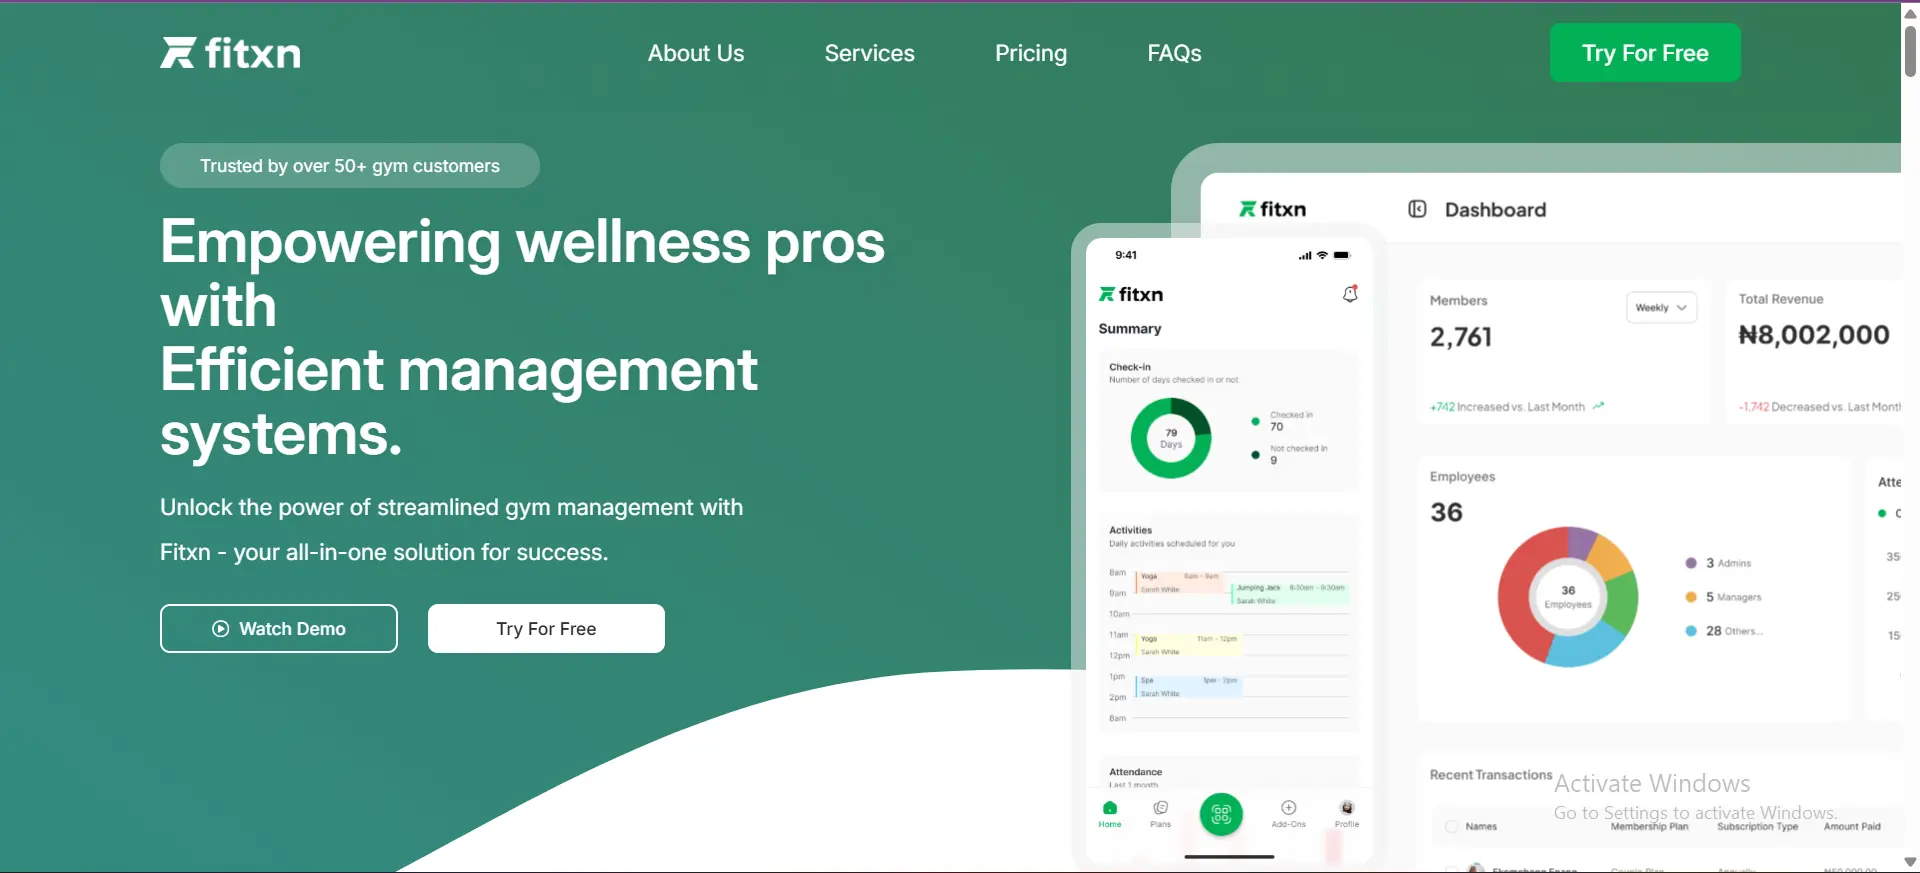 fitxn
About Us
Services
Pricing
FAQs
Try For Free
Trusted by over 50+ gym customers
Empowering wellness pros
with
Efficient management
systems.
Unlock the power of streamlined gym management with
Fitxn - your all-in-one solution for success.
Watch Demo
Try For Free
9:41
fitxn
Summary
Check-in
Number of days checked in or not
79
Days
Checked in
70
Not checked in
9
Activities
Daily activities scheduled for you
8am
Yoga 8am - 9am
Sarah White
9am
Jumping Jack 8:30am - 9:30am
Sarah White
10am
11am
Yoga 11am - 12pm
Sarah White
12pm
1pm
Spa 1pm - 2pm
Sarah White
2pm
8am
Attendance
Last 1 month
Home
Plans
Add-Ons
Profile
fitxn
Dashboard
Members
Weekly
2,761
+742 Increased vs. Last Month
Total Revenue
₦8,002,000
-1,742 Decreased vs. Last Month
Employees
36
36
Employees
3 Admins
5 Managers
28 Others...
Atte
35
25
15
Recent Transactions
Names
Membership Plan
Subscription Type
Amount Paid
Couple Plan
Annually
Activate Windows
Go to Settings to activate Windows.